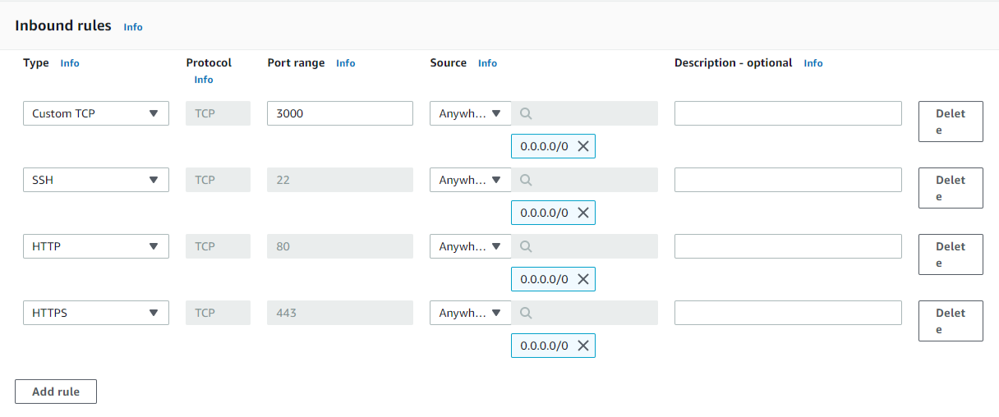 Inbound rules Info
Type Info Protocol Info Port range Info Source Info Description - optional Info
Custom TCP TCP 3000 Anywh... Delete
0.0.0.0/0
SSH TCP 22 Anywh... Delete
0.0.0.0/0
HTTP TCP 80 Anywh... Delete
0.0.0.0/0
HTTPS TCP 443 Anywh... Delete
0.0.0.0/0
Add rule